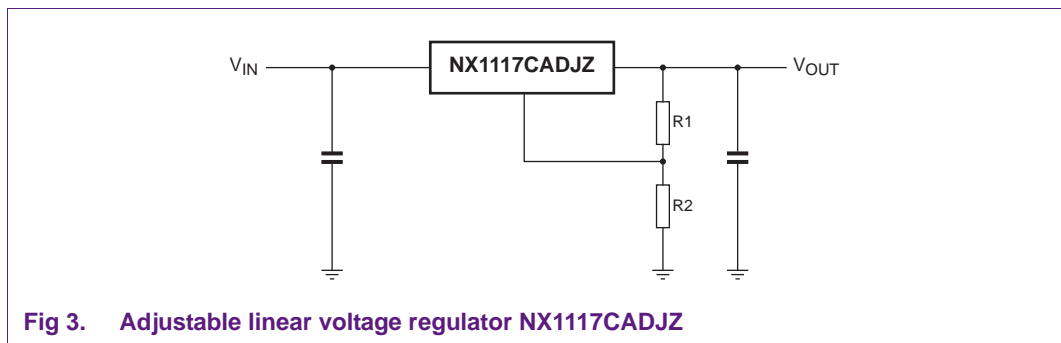 V_IN
NX1117CADJZ
V_OUT
R1
R2
Fig 3. Adjustable linear voltage regulator NX1117CADJZ